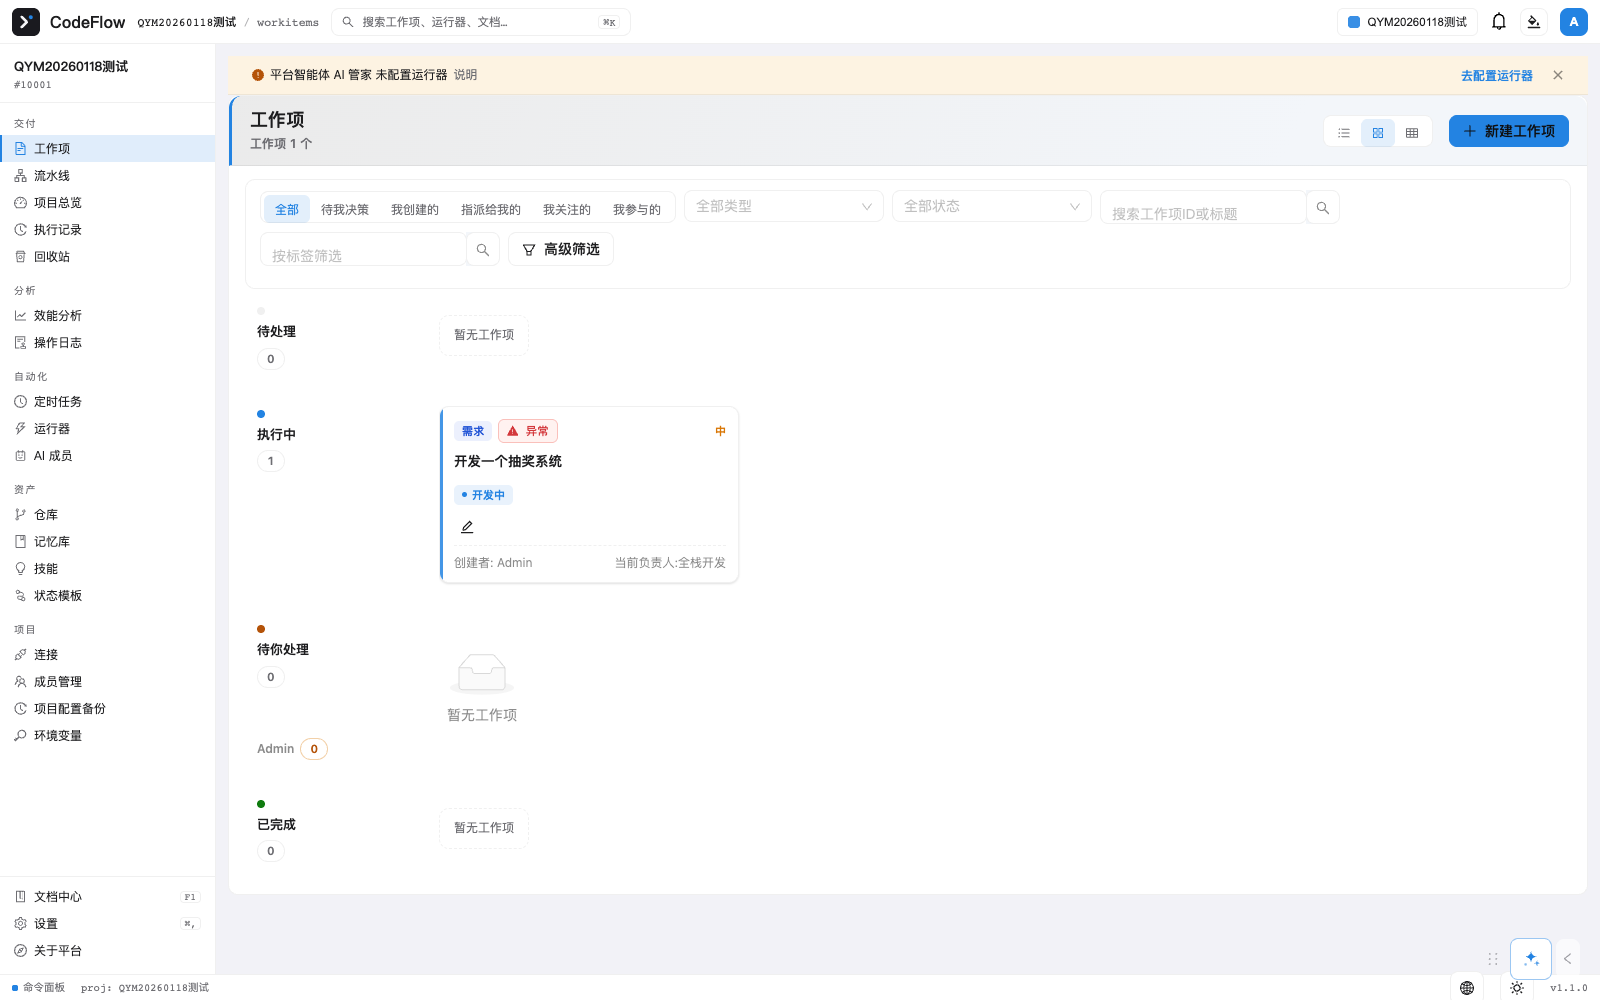 CodeFlow QYM20260118测试 / workitems 搜索工作项、运行器、文档... ⌘K QYM20260118测试 A
QYM20260118测试
#10001
交付
工作项
流水线
项目总览
执行记录
回收站
分析
效能分析
操作日志
自动化
定时任务
运行器
AI 成员
资产
仓库
记忆库
技能
状态模板
项目
连接
成员管理
项目配置备份
环境变量
文档中心 F1
设置 ⌘,
关于平台
平台智能体 AI 管家 未配置运行器 说明 去配置运行器
工作项
工作项 1 个
新建工作项
全部 待我决策 我创建的 指派给我的 我关注的 我参与的 全部类型 全部状态 搜索工作项ID或标题
按标签筛选 高级筛选
待处理
0
暂无工作项
执行中
1
需求 异常 中
开发一个抽奖系统
开发中
创建者: Admin 当前负责人:全栈开发
待你处理
0
暂无工作项
Admin 0
已完成
0
暂无工作项
命令面板 proj: QYM20260118测试 v1.1.0